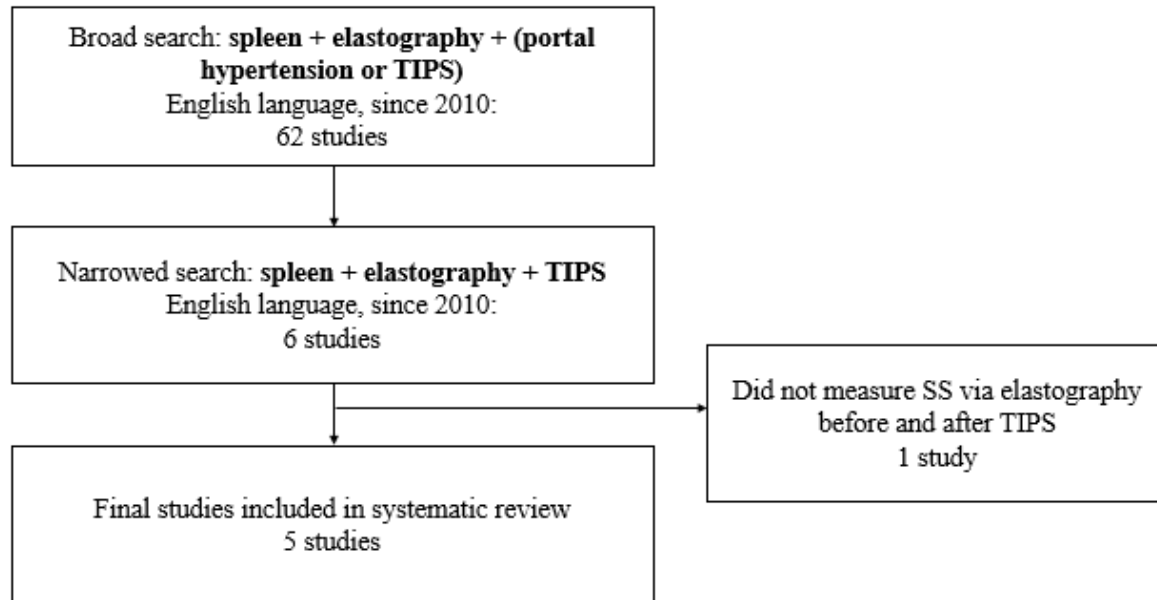 Broad search: spleen + elastography + (portal
hypertension or TIPS)
English language, since 2010:
62 studies
Narrowed search: spleen + elastography + TIPS
English language, since 2010:
6 studies
Did not measure SS via elastography
before and after TIPS
1 study
Final studies included in systematic review
5 studies